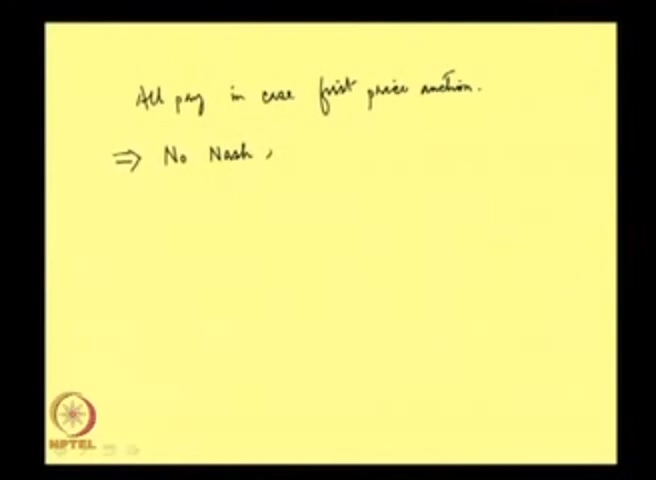 All pay in case first price auction.
⇒ No Nash,
NPTEL